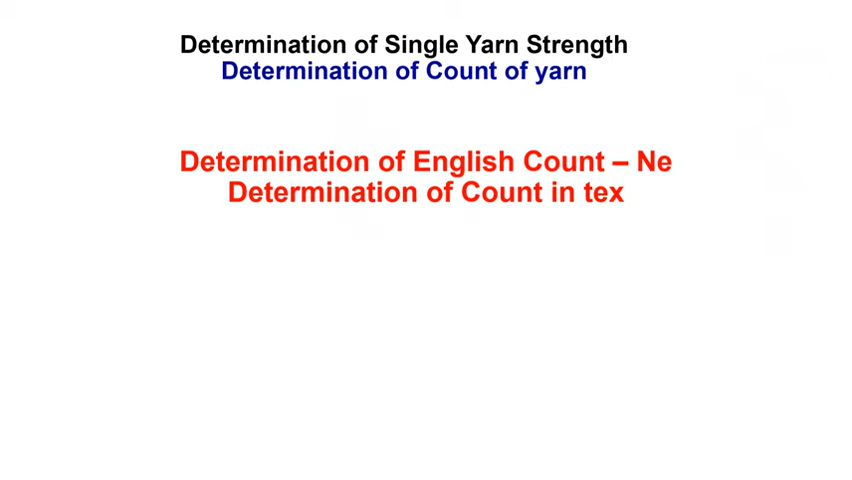 Determination of Single Yarn Strength
Determination of Count of yarn
Determination of English Count – Ne
Determination of Count in tex